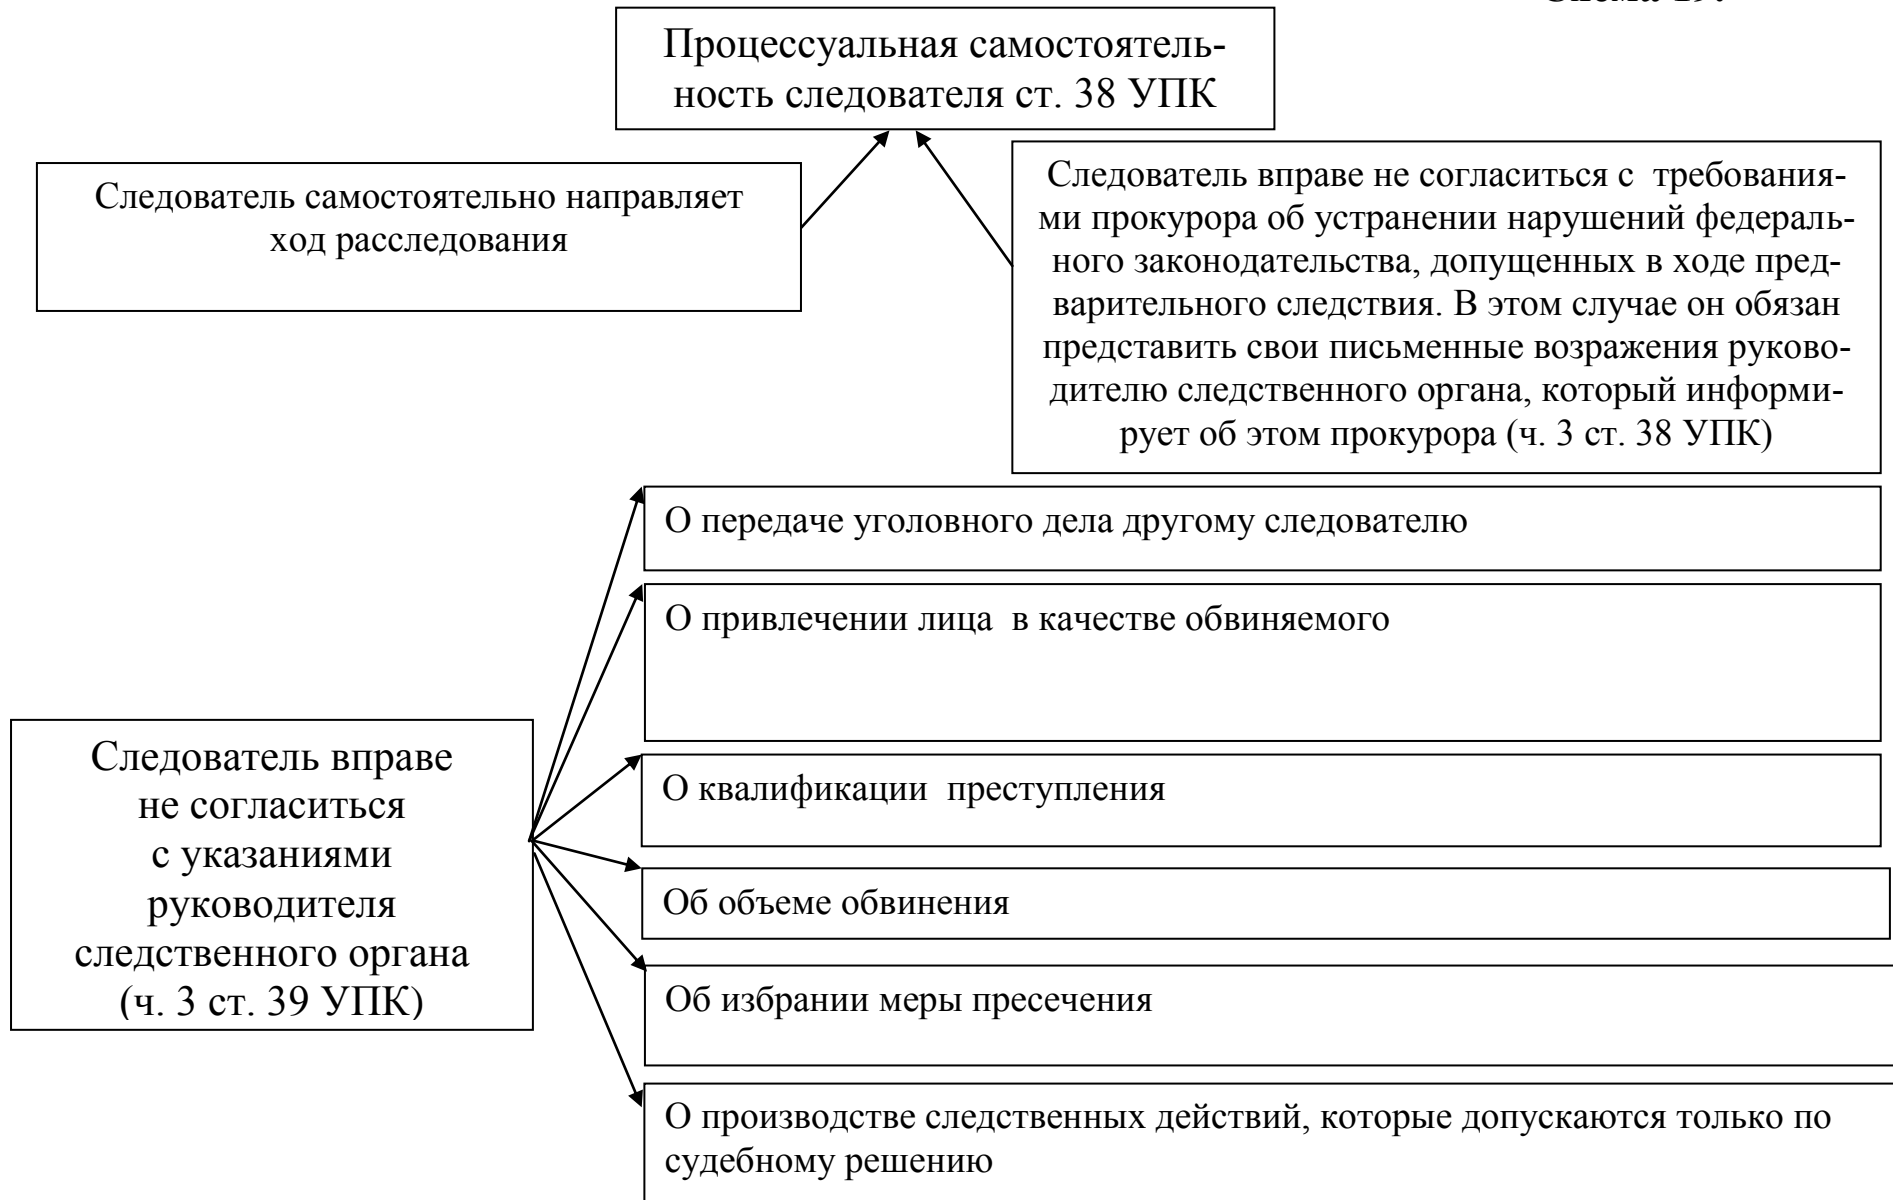 Процессуальная самостоятель-
ность следователя ст. 38 УПК
Следователь самостоятельно направляет
ход расследования
Следователь вправе не согласиться с требования-
ми прокурора об устранении нарушений федераль-
ного законодательства, допущенных в ходе пред-
варительного следствия. В этом случае он обязан
представить свои письменные возражения руково-
дителю следственного органа, который информи-
рует об этом прокурора (ч. 3 ст. 38 УПК)
Следователь вправе
не согласиться
с указаниями
руководителя
следственного органа
(ч. 3 ст. 39 УПК)
О передаче уголовного дела другому следователю
О привлечении лица в качестве обвиняемого
О квалификации преступления
Об объеме обвинения
Об избрании меры пресечения
О производстве следственных действий, которые допускаются только по
судебному решению